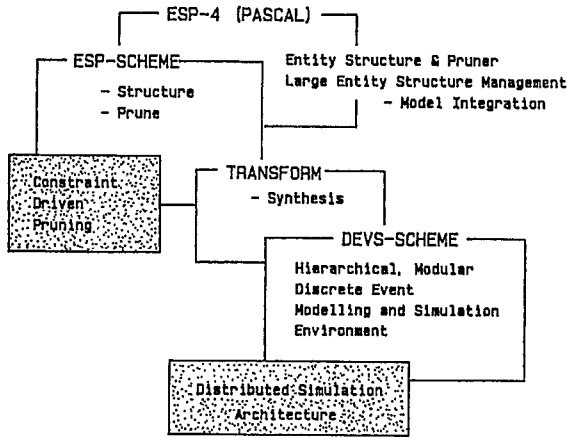 ESP-4 (PASCAL)
ESP-SCHEME
- Structure
- Prune
Entity Structure & Pruner
Large Entity Structure Management
- Model Integration
Constraint
Driven
Pruning
TRANSFORM
- Synthesis
DEVS-SCHEME
Hierarchical, Modular
Discrete Event
Modelling and Simulation
Environment
Distributed Simulation
Architecture